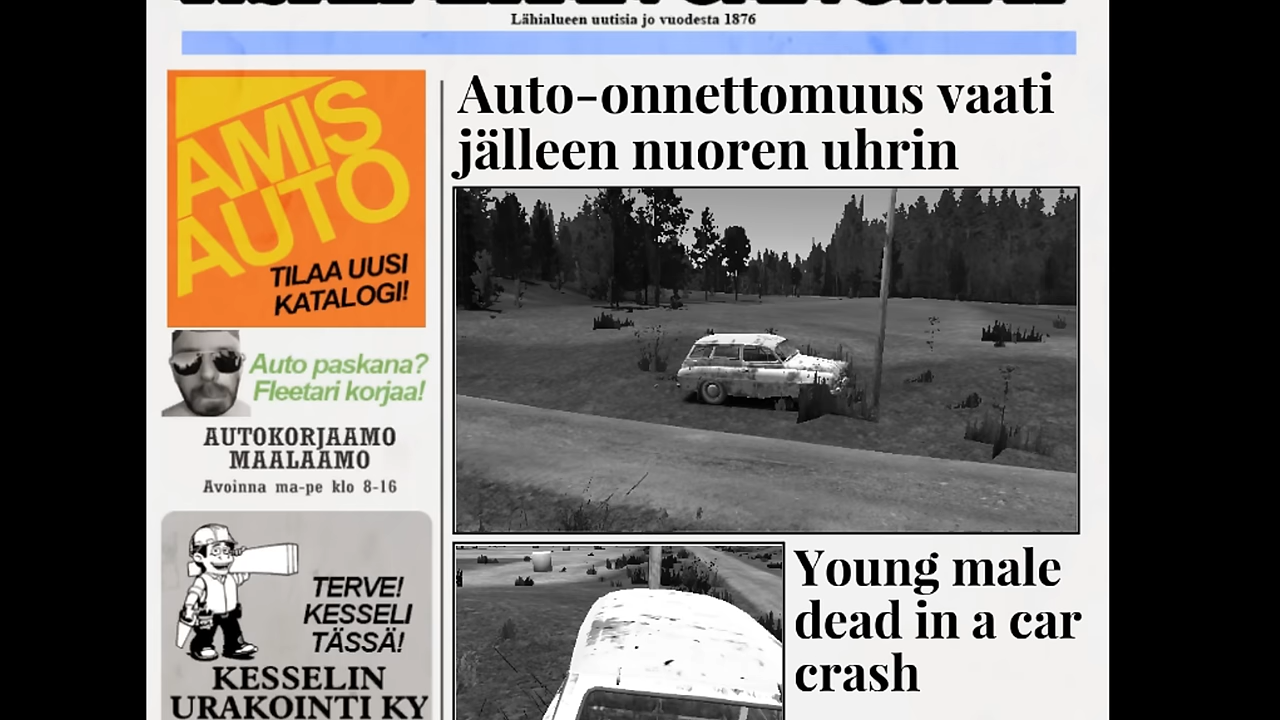 Lähialueen uutisia jo vuodesta 1876
AMIS
AUTO
TILAA UUSI
KATALOGI!
Auto paskana?
Fleetari korjaa!
AUTOKORJAAMO
MAALAAMO
Avoinna ma-pe klo 8-16
TERVE!
KESSELI
TÄSSÄ!
KESSELIN
URAKOINTI KY
Auto-onnettomuus vaati
jälleen nuoren uhrin
Young male
dead in a car
crash